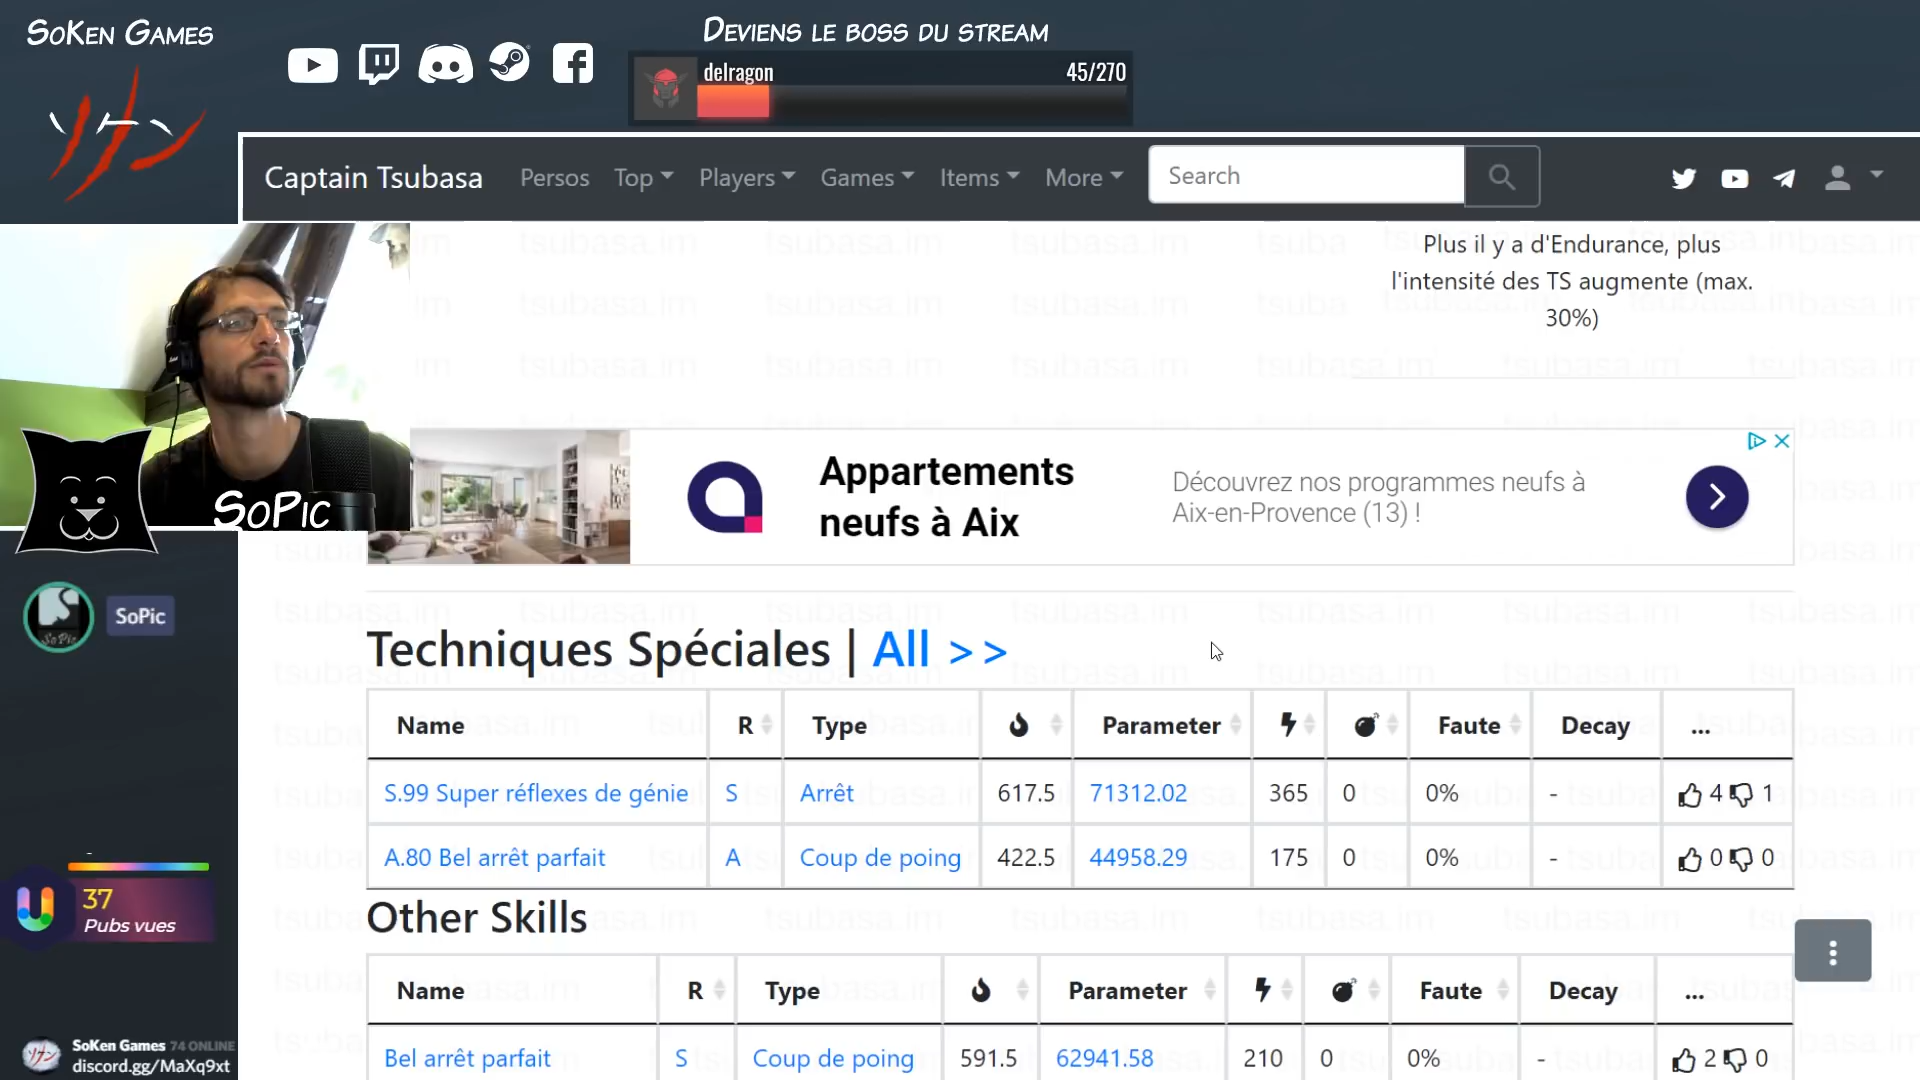 SoKen Games
ソケン
Deviens le boss du stream
delragon 45/270
Captain Tsubasa Persos Top Players Games Items More Search
Plus il y a d'Endurance, plus
l'intensité des TS augmente (max.
30%)
Appartements
neufs à Aix
Découvrez nos programmes neufs à
Aix-en-Provence (13) !
SoPic
SoPic
Techniques Spéciales | All >>
Name R Type Parameter Faute Decay ...
S.99 Super réflexes de génie S Arrêt 617.5 71312.02 365 0 0% - 4 1
A.80 Bel arrêt parfait A Coup de poing 422.5 44958.29 175 0 0% - 0 0
37
Pubs vues
Other Skills
Name R Type Parameter Faute Decay ...
Bel arrêt parfait S Coup de poing 591.5 62941.58 210 0 0% - 2 0
SoKen Games 74 ONLINE
discord.gg/MaXq9xt
tsubasa.im